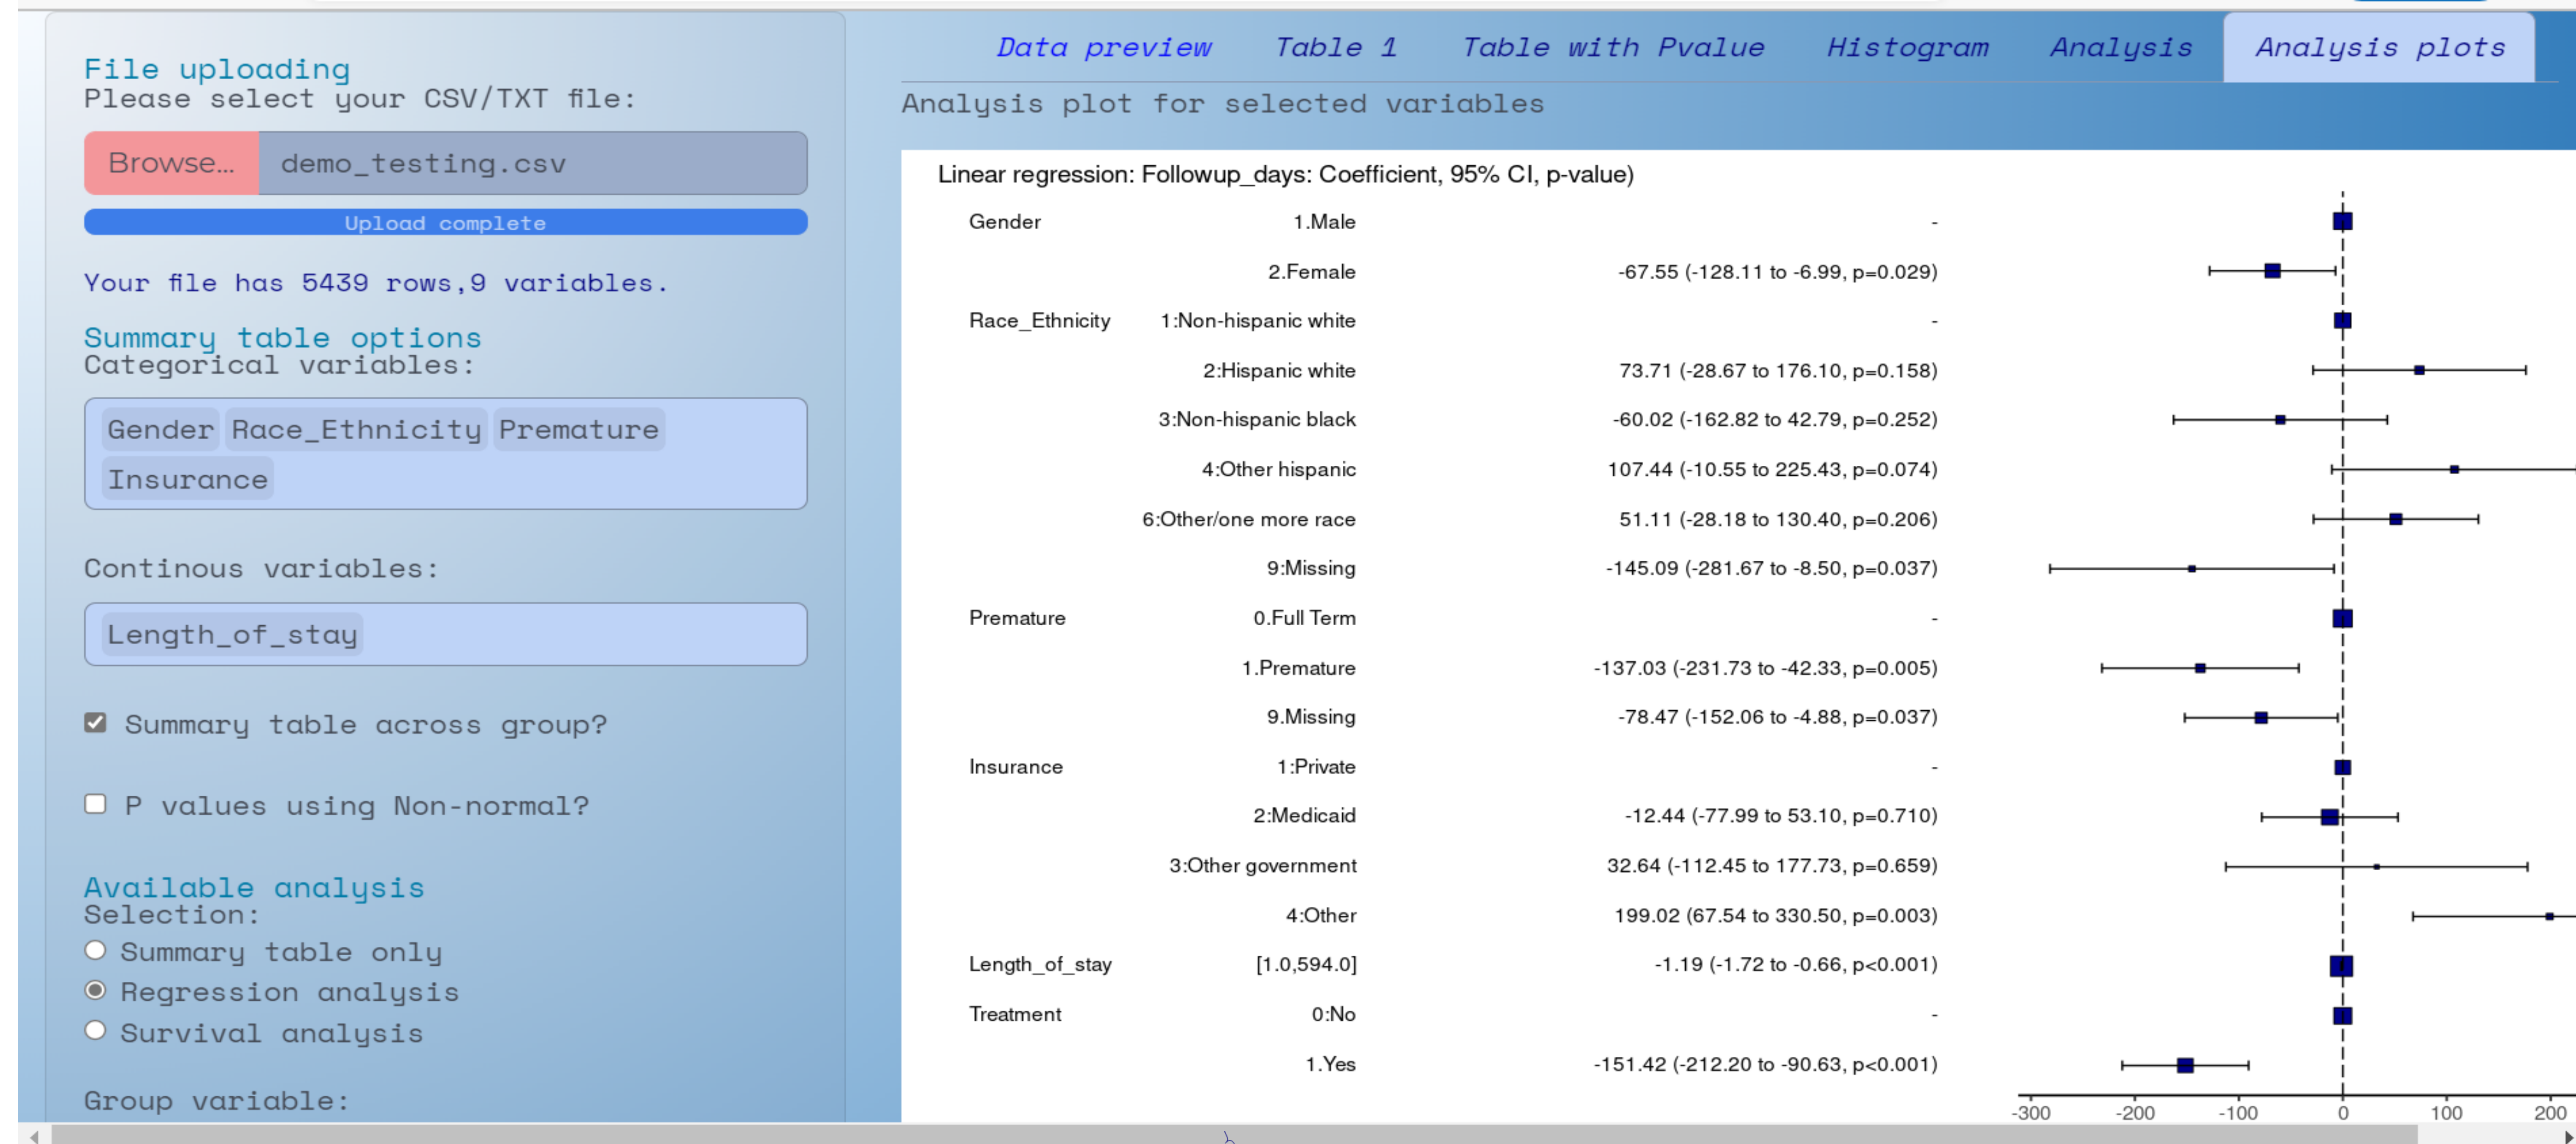 File uploading
Please select your CSV/TXT file:
Browse... demo_testing.csv
Upload complete
Your file has 5439 rows,9 variables.
Summary table options
Categorical variables:
Gender Race_Ethnicity Premature
Insurance
Continous variables:
Length_of_stay
Summary table across group?
P values using Non-normal?
Available analysis
Selection:
Summary table only
Regression analysis
Survival analysis
Group variable:
Data preview Table 1 Table with Pvalue Histogram Analysis Analysis plots
Analysis plot for selected variables
Linear regression: Followup_days: Coefficient, 95% CI, p-value)
Gender 1.Male -
2.Female -67.55 (-128.11 to -6.99, p=0.029)
Race_Ethnicity 1:Non-hispanic white -
2:Hispanic white 73.71 (-28.67 to 176.10, p=0.158)
3:Non-hispanic black -60.02 (-162.82 to 42.79, p=0.252)
4:Other hispanic 107.44 (-10.55 to 225.43, p=0.074)
6:Other/one more race 51.11 (-28.18 to 130.40, p=0.206)
9:Missing -145.09 (-281.67 to -8.50, p=0.037)
Premature 0.Full Term -
1.Premature -137.03 (-231.73 to -42.33, p=0.005)
9.Missing -78.47 (-152.06 to -4.88, p=0.037)
Insurance 1:Private -
2:Medicaid -12.44 (-77.99 to 53.10, p=0.710)
3:Other government 32.64 (-112.45 to 177.73, p=0.659)
4:Other 199.02 (67.54 to 330.50, p=0.003)
Length_of_stay [1.0,594.0] -1.19 (-1.72 to -0.66, p<0.001)
Treatment 0:No -
1.Yes -151.42 (-212.20 to -90.63, p<0.001)
-300 -200 -100 0 100 200